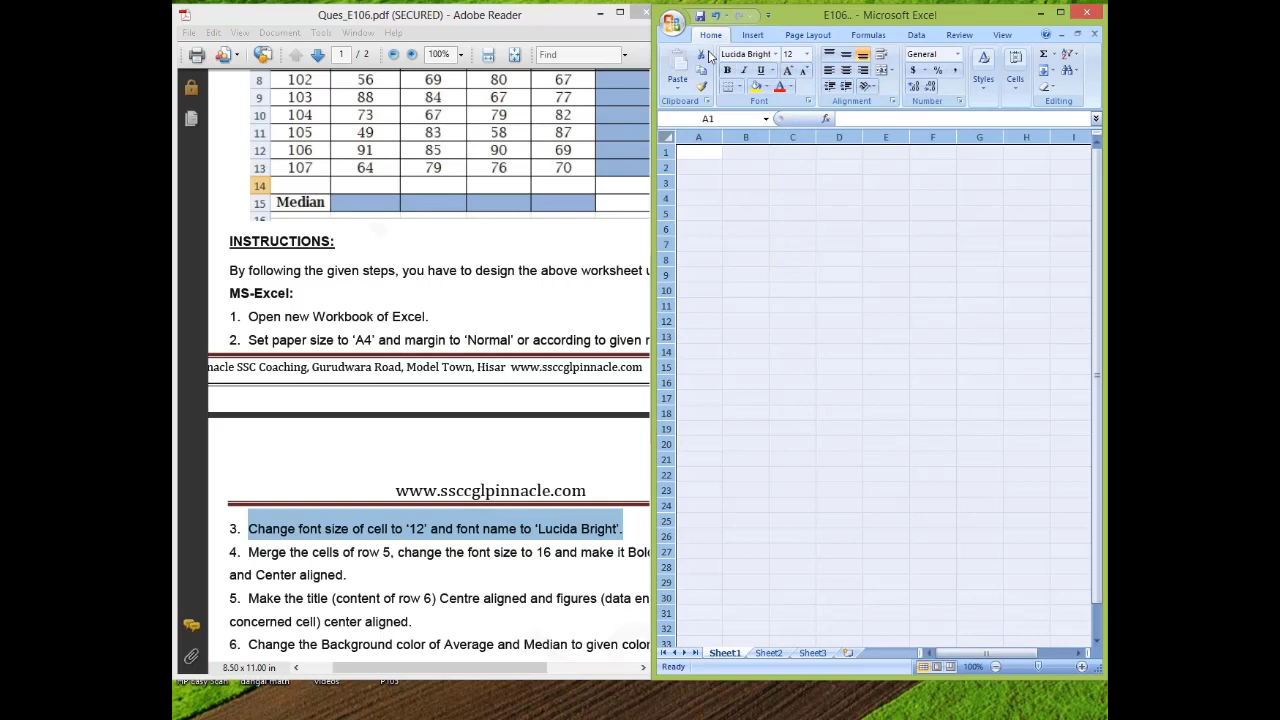 Ques_E106.pdf (SECURED) - Adobe Reader
File Edit View Document Tools Window Help
1 / 2 100% Find
8 102 56 69 80 67
9 103 88 84 67 77
10 104 73 67 79 82
11 105 49 83 58 87
12 106 91 85 90 69
13 107 64 79 76 70
14
15 Median
16
INSTRUCTIONS:
By following the given steps, you have to design the above worksheet u
MS-Excel:
1. Open new Workbook of Excel.
2. Set paper size to ‘A4’ and margin to ‘Normal’ or according to given
nacle SSC Coaching, Gurudwara Road, Model Town, Hisar www.ssccglpinnacle.com
www.ssccglpinnacle.com
3. Change font size of cell to ‘12’ and font name to ‘Lucida Bright’.
4. Merge the cells of row 5, change the font size to 16 and make it Bol
and Center aligned.
5. Make the title (content of row 6) Centre aligned and figures (data en
concerned cell) center aligned.
6. Change the Background color of Average and Median to given color
8.50 x 11.00 in
MP Easy Scan dangal math Videos P105
E106.. - Microsoft Excel
Home Insert Page Layout Formulas Data Review View
Lucida Bright 12 General
Paste Styles Cells
Clipboard Font Alignment Number Editing
A1
A B C D E F G H I
1
2
3
4
5
6
7
8
9
10
11
12
13
14
15
16
17
18
19
20
21
22
23
24
25
26
27
28
29
30
31
32
33
Sheet1 Sheet2 Sheet3
Ready 100%